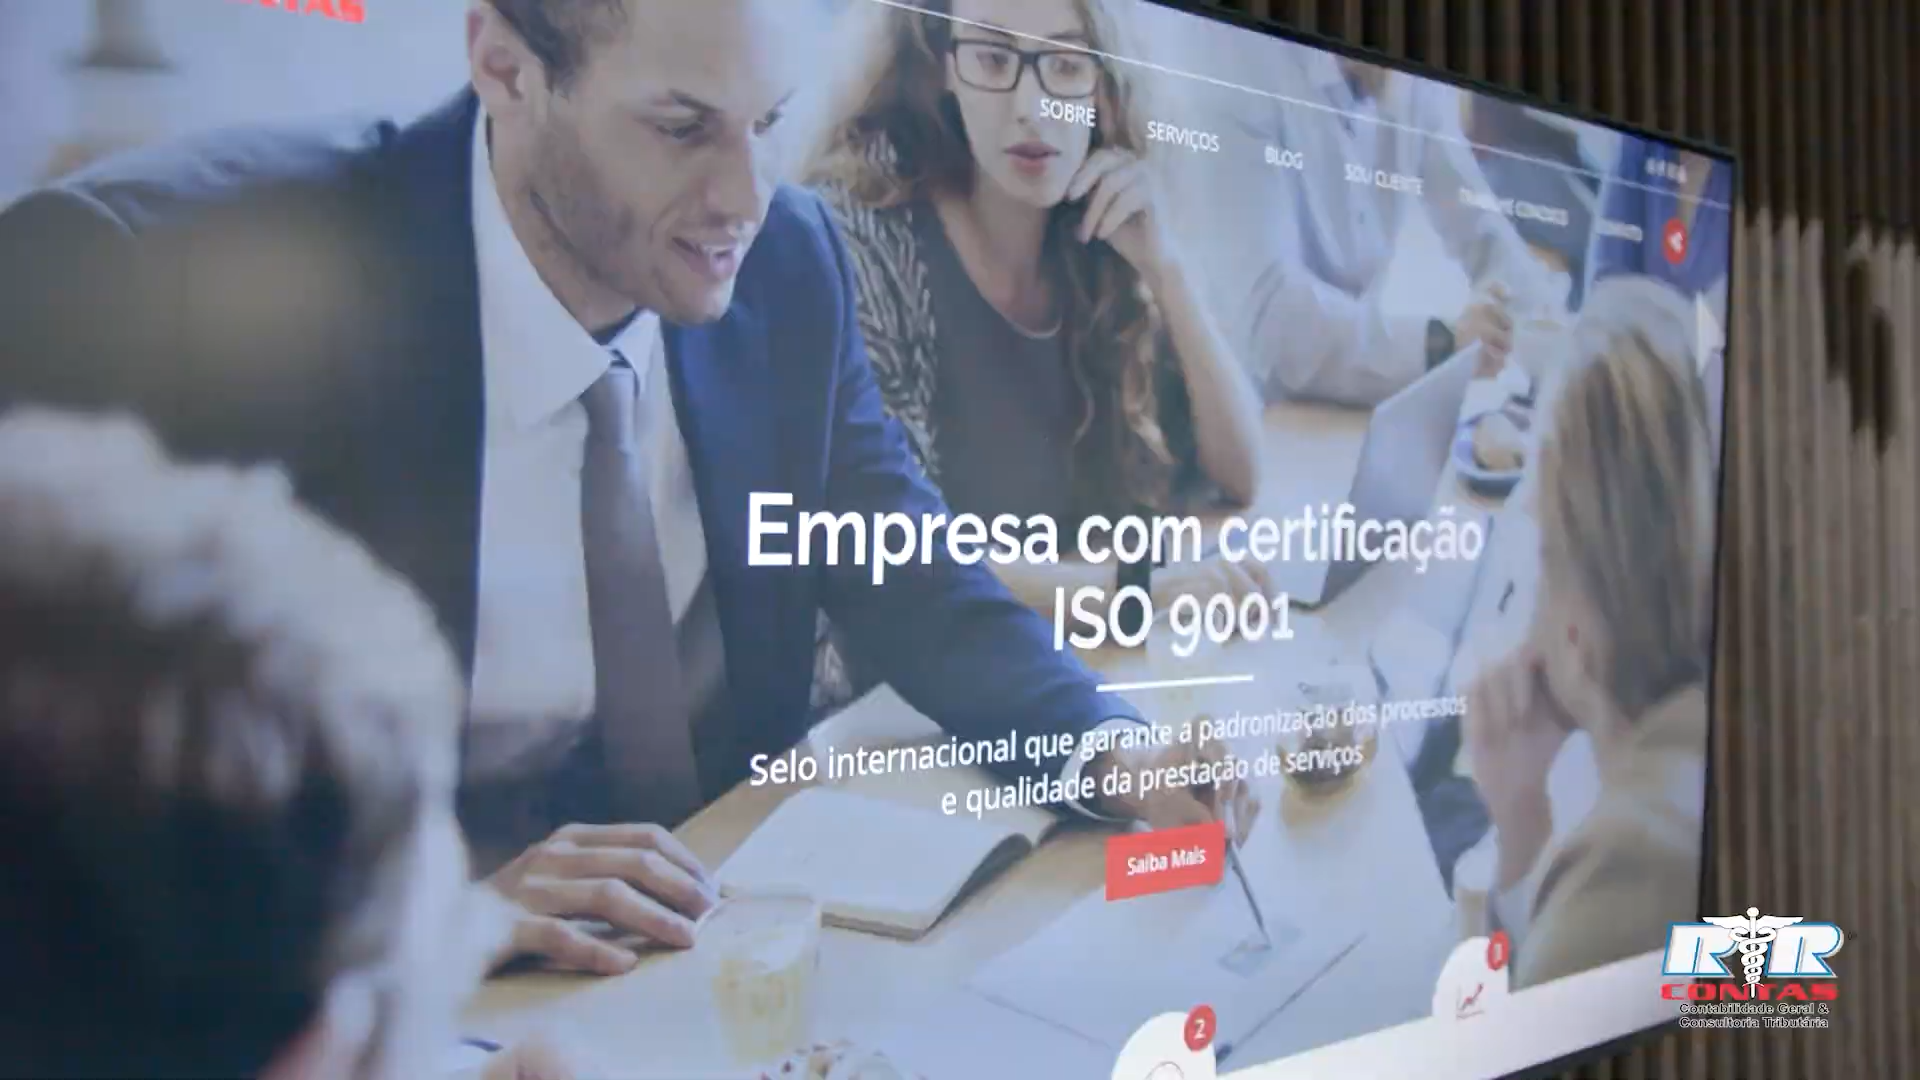 CONTAS
SOBRE
SERVIÇOS
BLOG
SOU CLIENTE
Empresa com certificação
ISO 9001
Selo internacional que garante a padronização dos processos
e qualidade da prestação de serviços
Saiba Mais
3
2
RR
CONTAS
Contabilidade Geral &
Consultoria Tributária